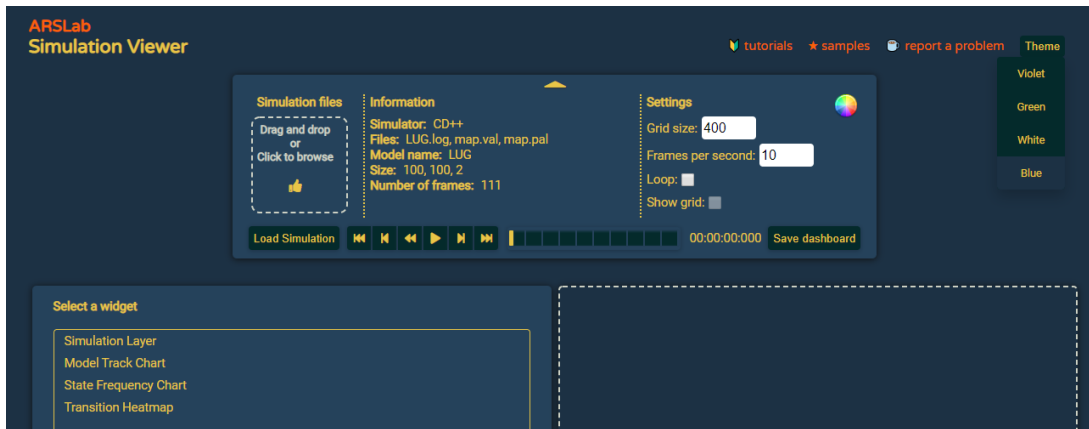 ARSLab
Simulation Viewer
tutorials
samples
report a problem
Theme
Violet
Green
White
Blue
Simulation files
Drag and drop
or
Click to browse
Information
Simulator: CD++
Files: LUG.log, map.val, map.pal
Model name: LUG
Size: 100, 100, 2
Number of frames: 111
Settings
Grid size: 400
Frames per second: 10
Loop:
Show grid:
Load Simulation
00:00:00:000
Save dashboard
Select a widget
Simulation Layer
Model Track Chart
State Frequency Chart
Transition Heatmap